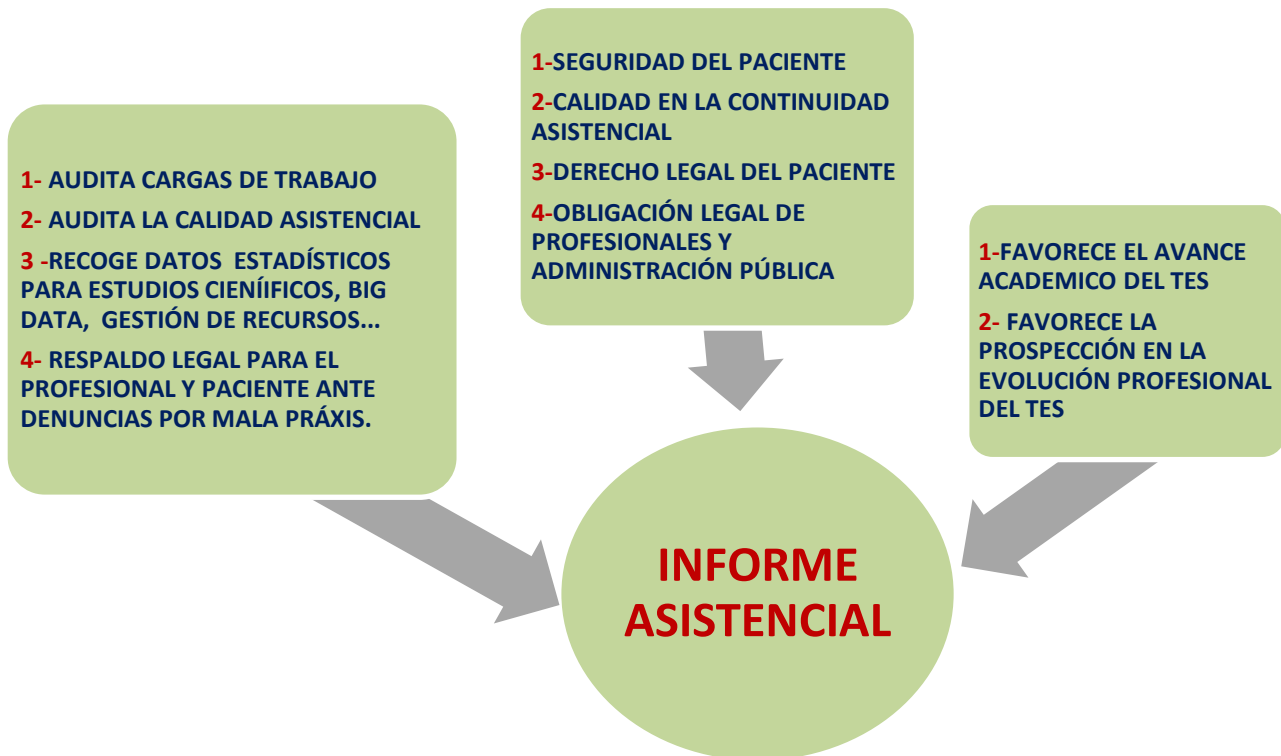 1- AUDITA CARGAS DE TRABAJO
2- AUDITA LA CALIDAD ASISTENCIAL
3 -RECOGE DATOS ESTADÍSTICOS
PARA ESTUDIOS CIENÍIFICOS, BIG
DATA, GESTIÓN DE RECURSOS...
4- RESPALDO LEGAL PARA EL
PROFESIONAL Y PACIENTE ANTE
DENUNCIAS POR MALA PRÁXIS.
1-SEGURIDAD DEL PACIENTE
2-CALIDAD EN LA CONTINUIDAD
ASISTENCIAL
3-DERECHO LEGAL DEL PACIENTE
4-OBLIGACIÓN LEGAL DE
PROFESIONALES Y
ADMINISTRACIÓN PÚBLICA
1-FAVORECE EL AVANCE
ACADEMICO DEL TES
2- FAVORECE LA
PROSPECCIÓN EN LA
EVOLUCIÓN PROFESIONAL
DEL TES
INFORME
ASISTENCIAL